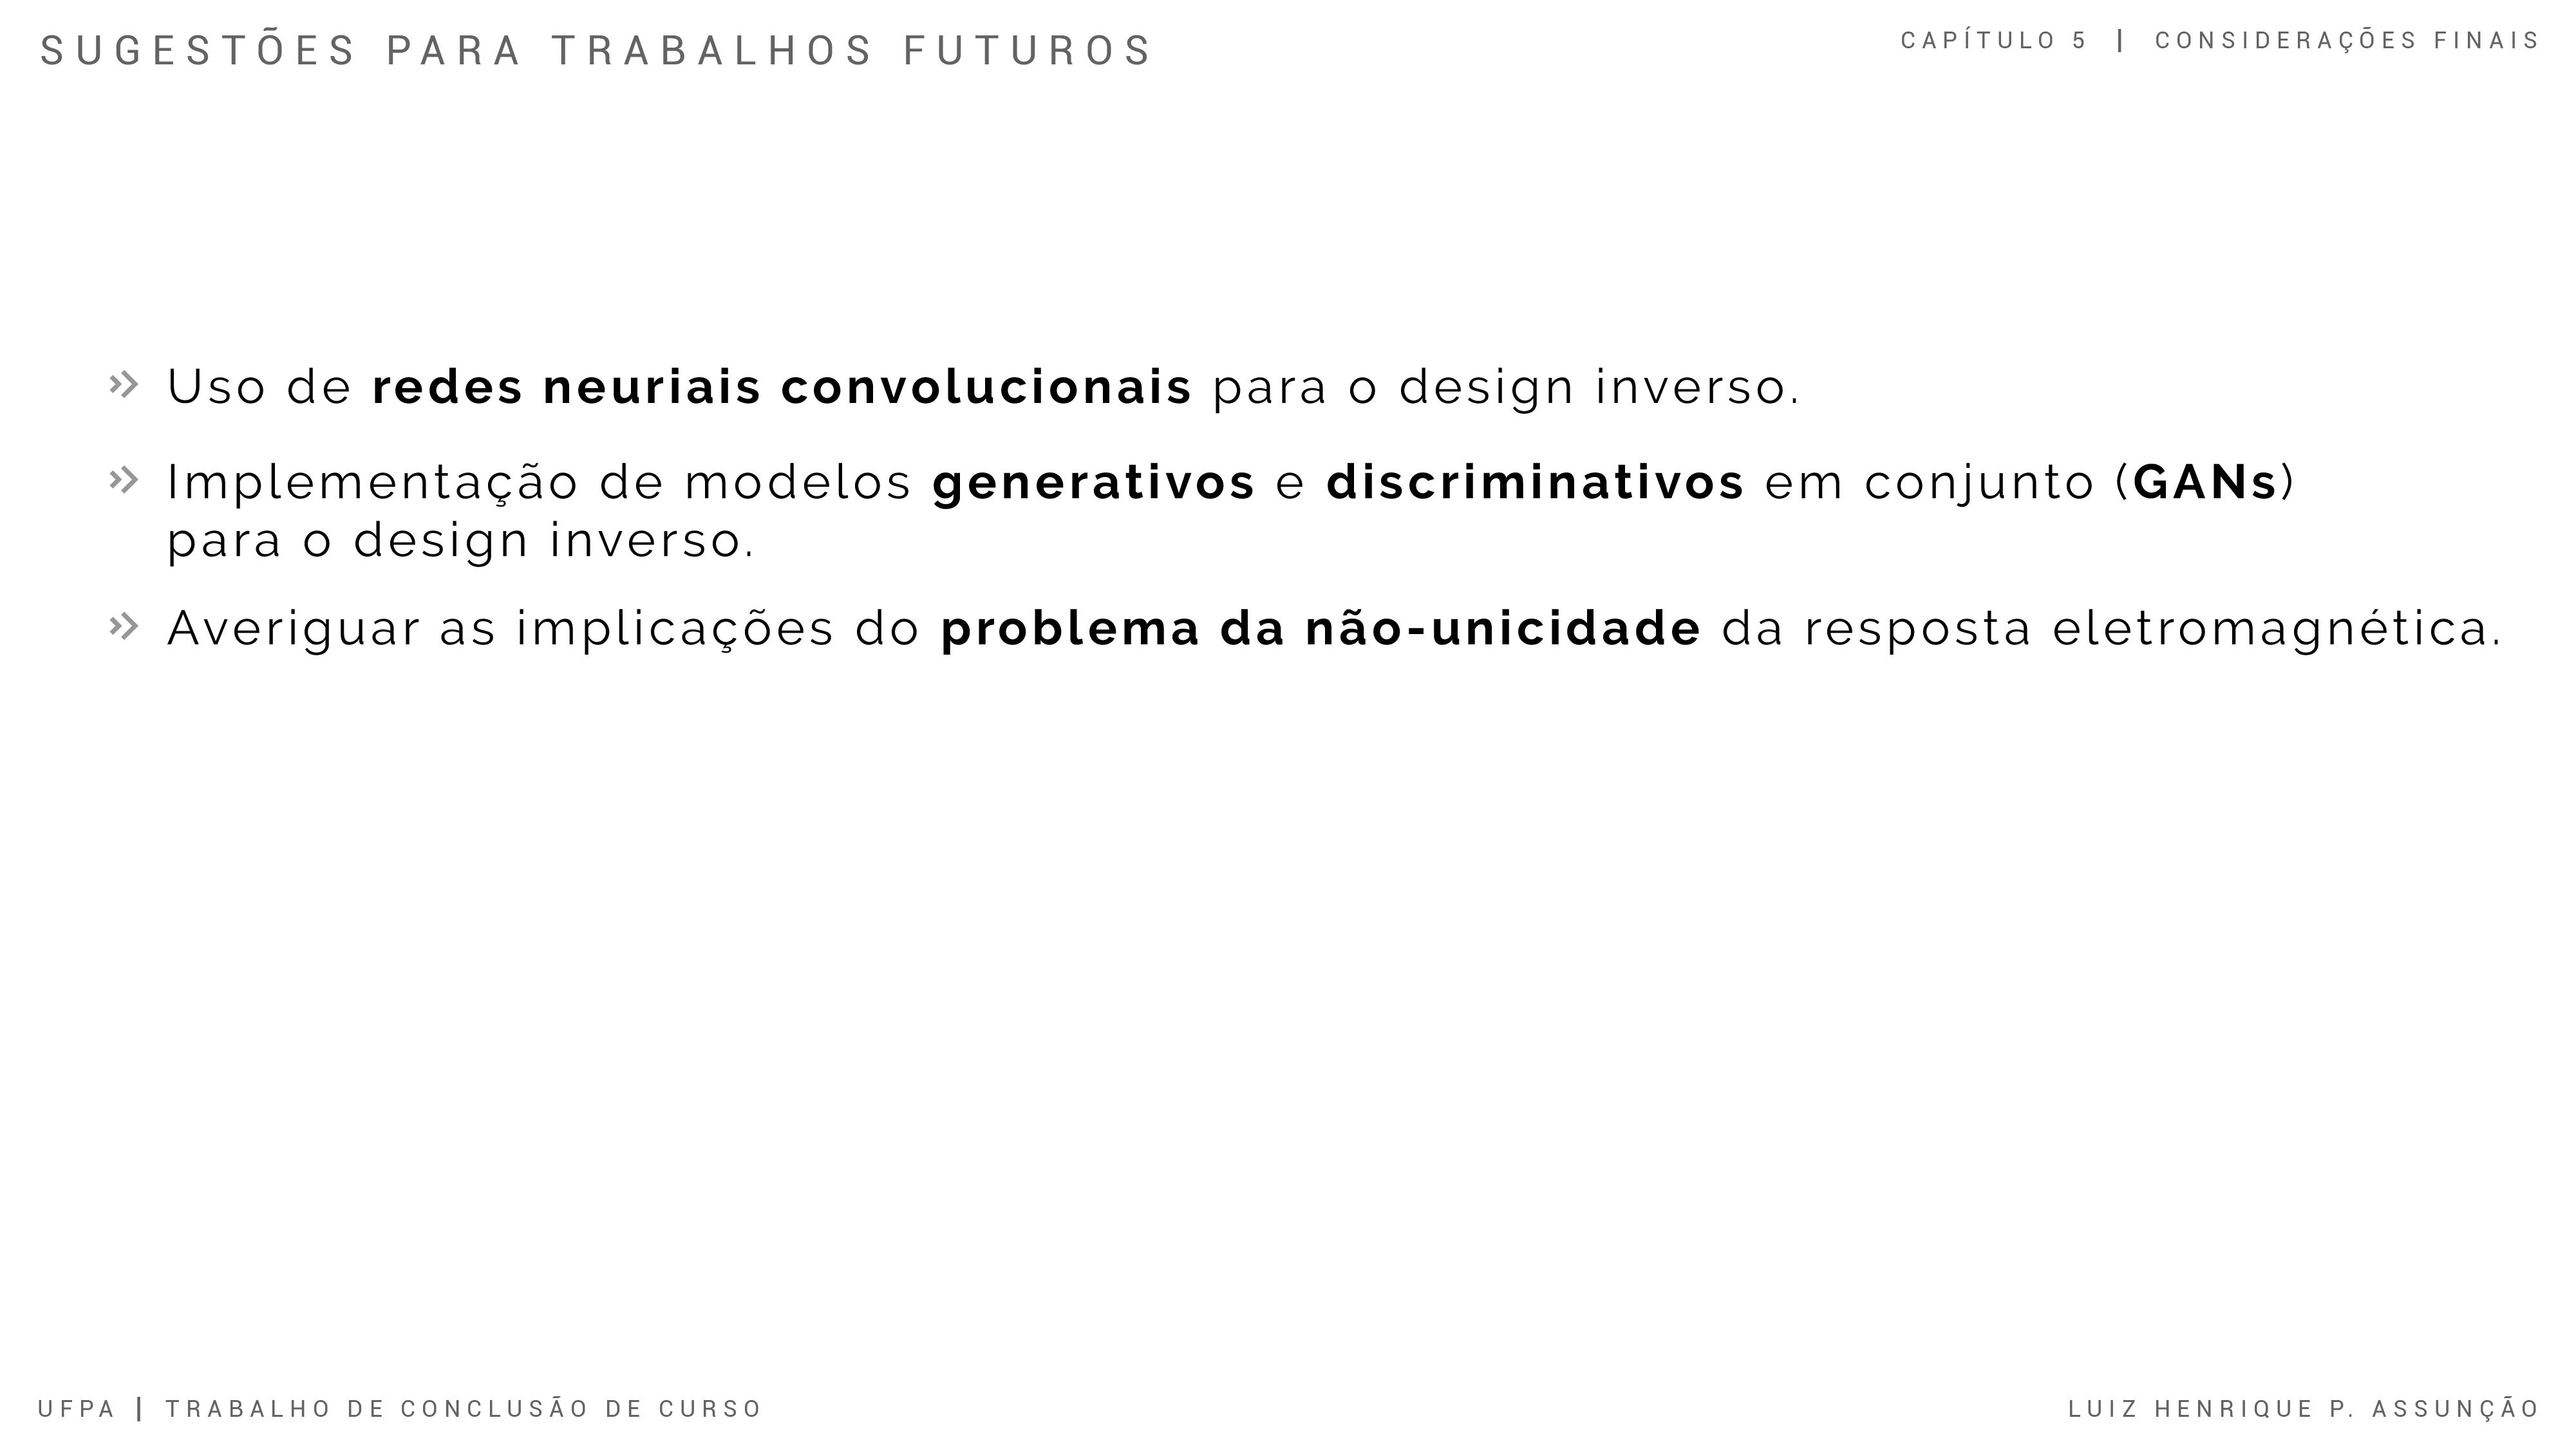 SUGESTÕES PARA TRABALHOS FUTUROS
CAPÍTULO 5 | CONSIDERAÇÕES FINAIS
Uso de redes neuriais convolucionais para o design inverso.
Implementação de modelos generativos e discriminativos em conjunto (GANs)
para o design inverso.
Averiguar as implicações do problema da não-unicidade da resposta eletromagnética.
UFPA | TRABALHO DE CONCLUSÃO DE CURSO
LUIZ HENRIQUE P. ASSUNÇÃO